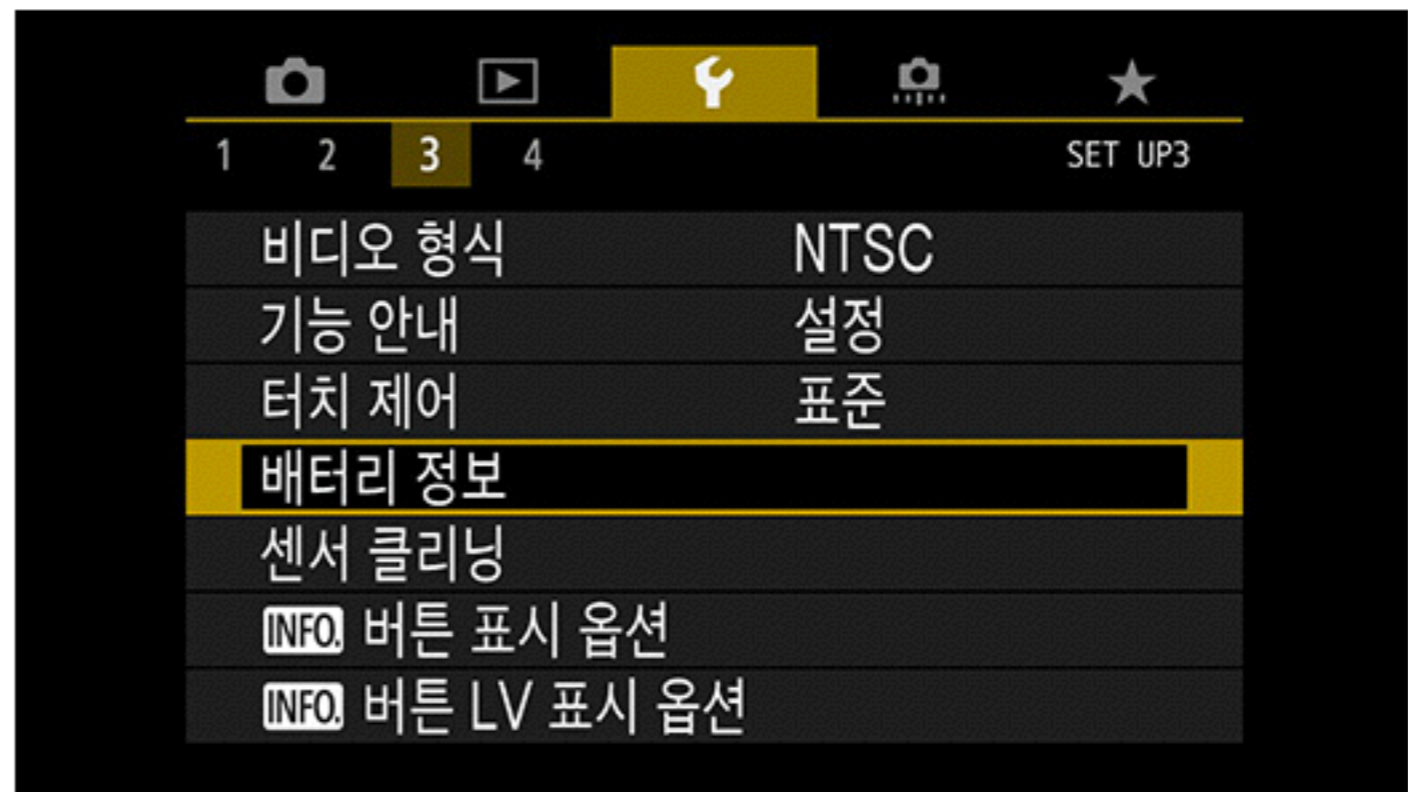 1 2 3 4 SET UP3
비디오 형식 NTSC
기능 안내 설정
터치 제어 표준
배터리 정보
센서 클리닝
INFO. 버튼 표시 옵션
INFO. 버튼 LV 표시 옵션